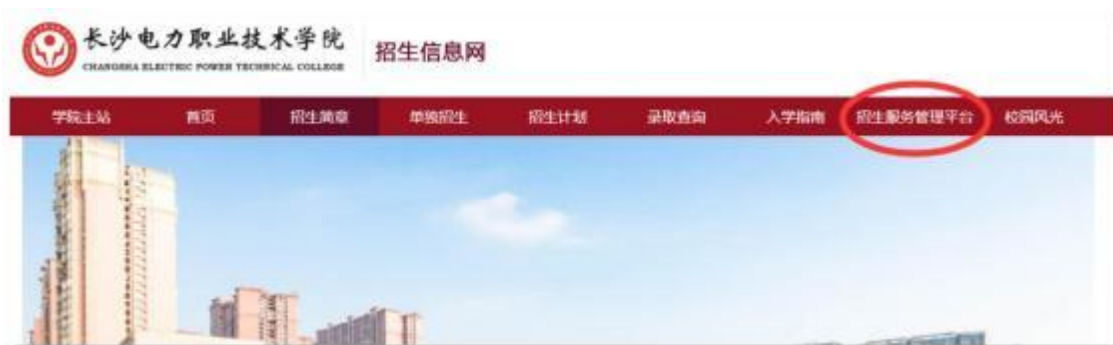 长沙电力职业技术学院
CHANGSHA ELECTRIC POWER TECHNICAL COLLEGE
招生信息网
学院主站 首页 招生简章 单独招生 招生计划 录取查询 入学指南 招生服务管理平台 校园风光